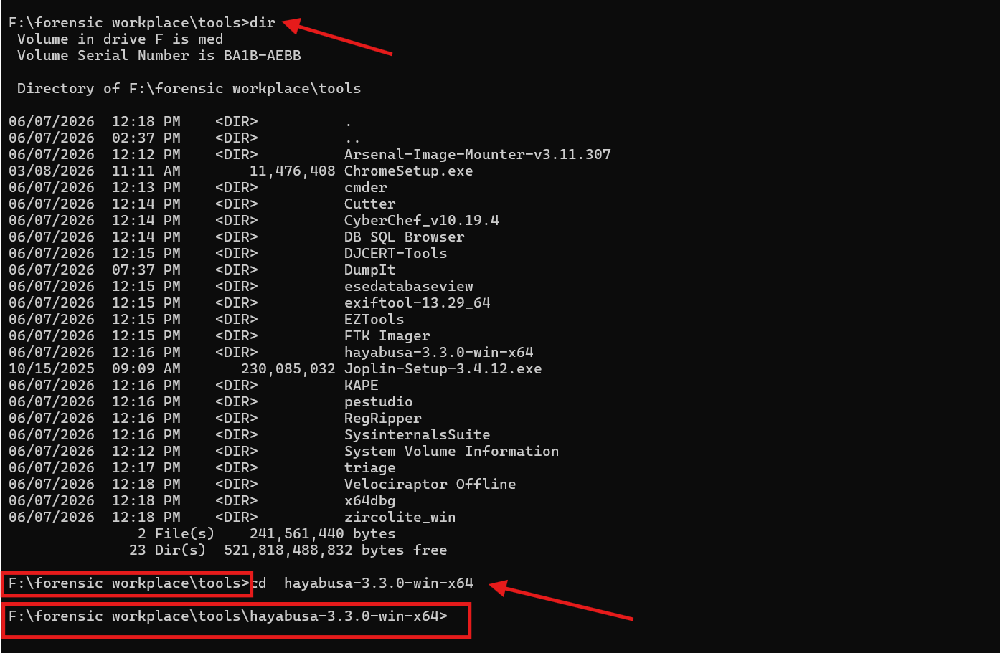 F:\forensic workplace\tools>dir
Volume in drive F is med
Volume Serial Number is BA1B-AEBB
Directory of F:\forensic workplace\tools
06/07/2026  12:18 PM    <DIR>          .
06/07/2026  02:37 PM    <DIR>          ..
06/07/2026  12:12 PM    <DIR>          Arsenal-Image-Mounter-v3.11.307
03/08/2026  11:11 AM        11,476,408 ChromeSetup.exe
06/07/2026  12:13 PM    <DIR>          cmder
06/07/2026  12:14 PM    <DIR>          Cutter
06/07/2026  12:14 PM    <DIR>          CyberChef_v10.19.4
06/07/2026  12:14 PM    <DIR>          DB SQL Browser
06/07/2026  12:15 PM    <DIR>          DJCERT-Tools
06/07/2026  07:37 PM    <DIR>          DumpIt
06/07/2026  12:15 PM    <DIR>          esedatabaseview
06/07/2026  12:15 PM    <DIR>          exiftool-13.29_64
06/07/2026  12:15 PM    <DIR>          EZTools
06/07/2026  12:15 PM    <DIR>          FTK Imager
06/07/2026  12:16 PM    <DIR>          hayabusa-3.3.0-win-x64
10/15/2025  09:09 AM       230,085,032 Joplin-Setup-3.4.12.exe
06/07/2026  12:16 PM    <DIR>          KAPE
06/07/2026  12:16 PM    <DIR>          pestudio
06/07/2026  12:16 PM    <DIR>          RegRipper
06/07/2026  12:16 PM    <DIR>          SysinternalsSuite
06/07/2026  12:12 PM    <DIR>          System Volume Information
06/07/2026  12:17 PM    <DIR>          triage
06/07/2026  12:18 PM    <DIR>          Velociraptor Offline
06/07/2026  12:18 PM    <DIR>          x64dbg
06/07/2026  12:18 PM    <DIR>          zircolite_win
2 File(s)    241,561,440 bytes
23 Dir(s)  521,818,488,832 bytes free
F:\forensic workplace\tools>cd  hayabusa-3.3.0-win-x64
F:\forensic workplace\tools\hayabusa-3.3.0-win-x64>